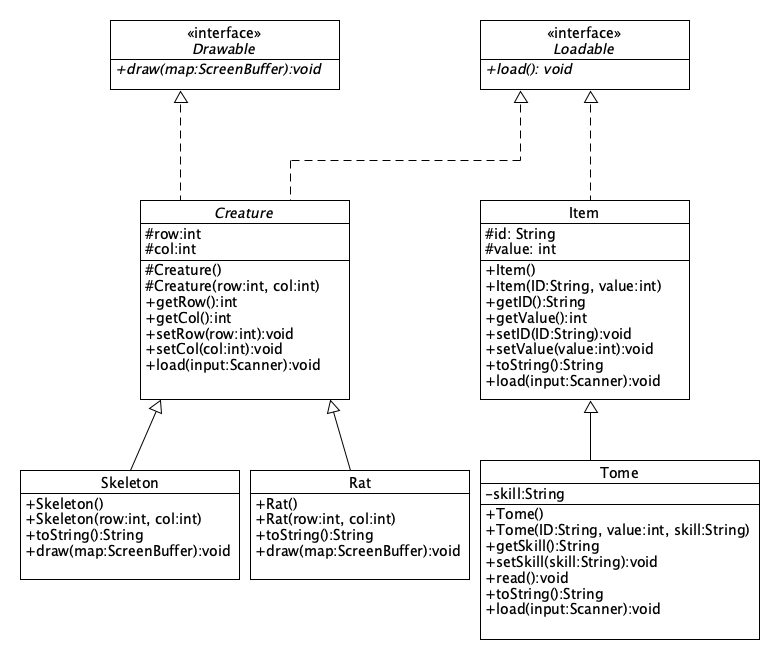 «interface»
Drawable
+draw(map:ScreenBuffer):void
«interface»
Loadable
+load(): void
Creature
#row:int
#col:int
#Creature()
#Creature(row:int, col:int)
+getRow():int
+getCol():int
+setRow(row:int):void
+setCol(col:int):void
+load(input:Scanner):void
Item
#id: String
#value: int
+Item()
+Item(ID:String, value:int)
+getID():String
+getValue():int
+setID(ID:String):void
+setValue(value:int):void
+toString():String
+load(input:Scanner):void
Skeleton
+Skeleton()
+Skeleton(row:int, col:int)
+toString():String
+draw(map:ScreenBuffer):void
Rat
+Rat()
+Rat(row:int, col:int)
+toString():String
+draw(map:ScreenBuffer):void
Tome
-skill:String
+Tome()
+Tome(ID:String, value:int, skill:String)
+getSkill():String
+setSkill(skill:String):void
+read():void
+toString():String
+load(input:Scanner):void